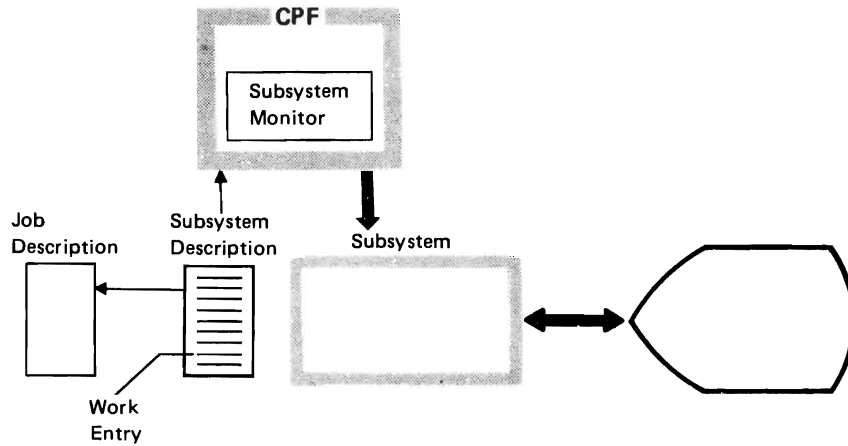 CPF
Subsystem
Monitor
Job
Description
Subsystem
Description
Subsystem
Work
Entry